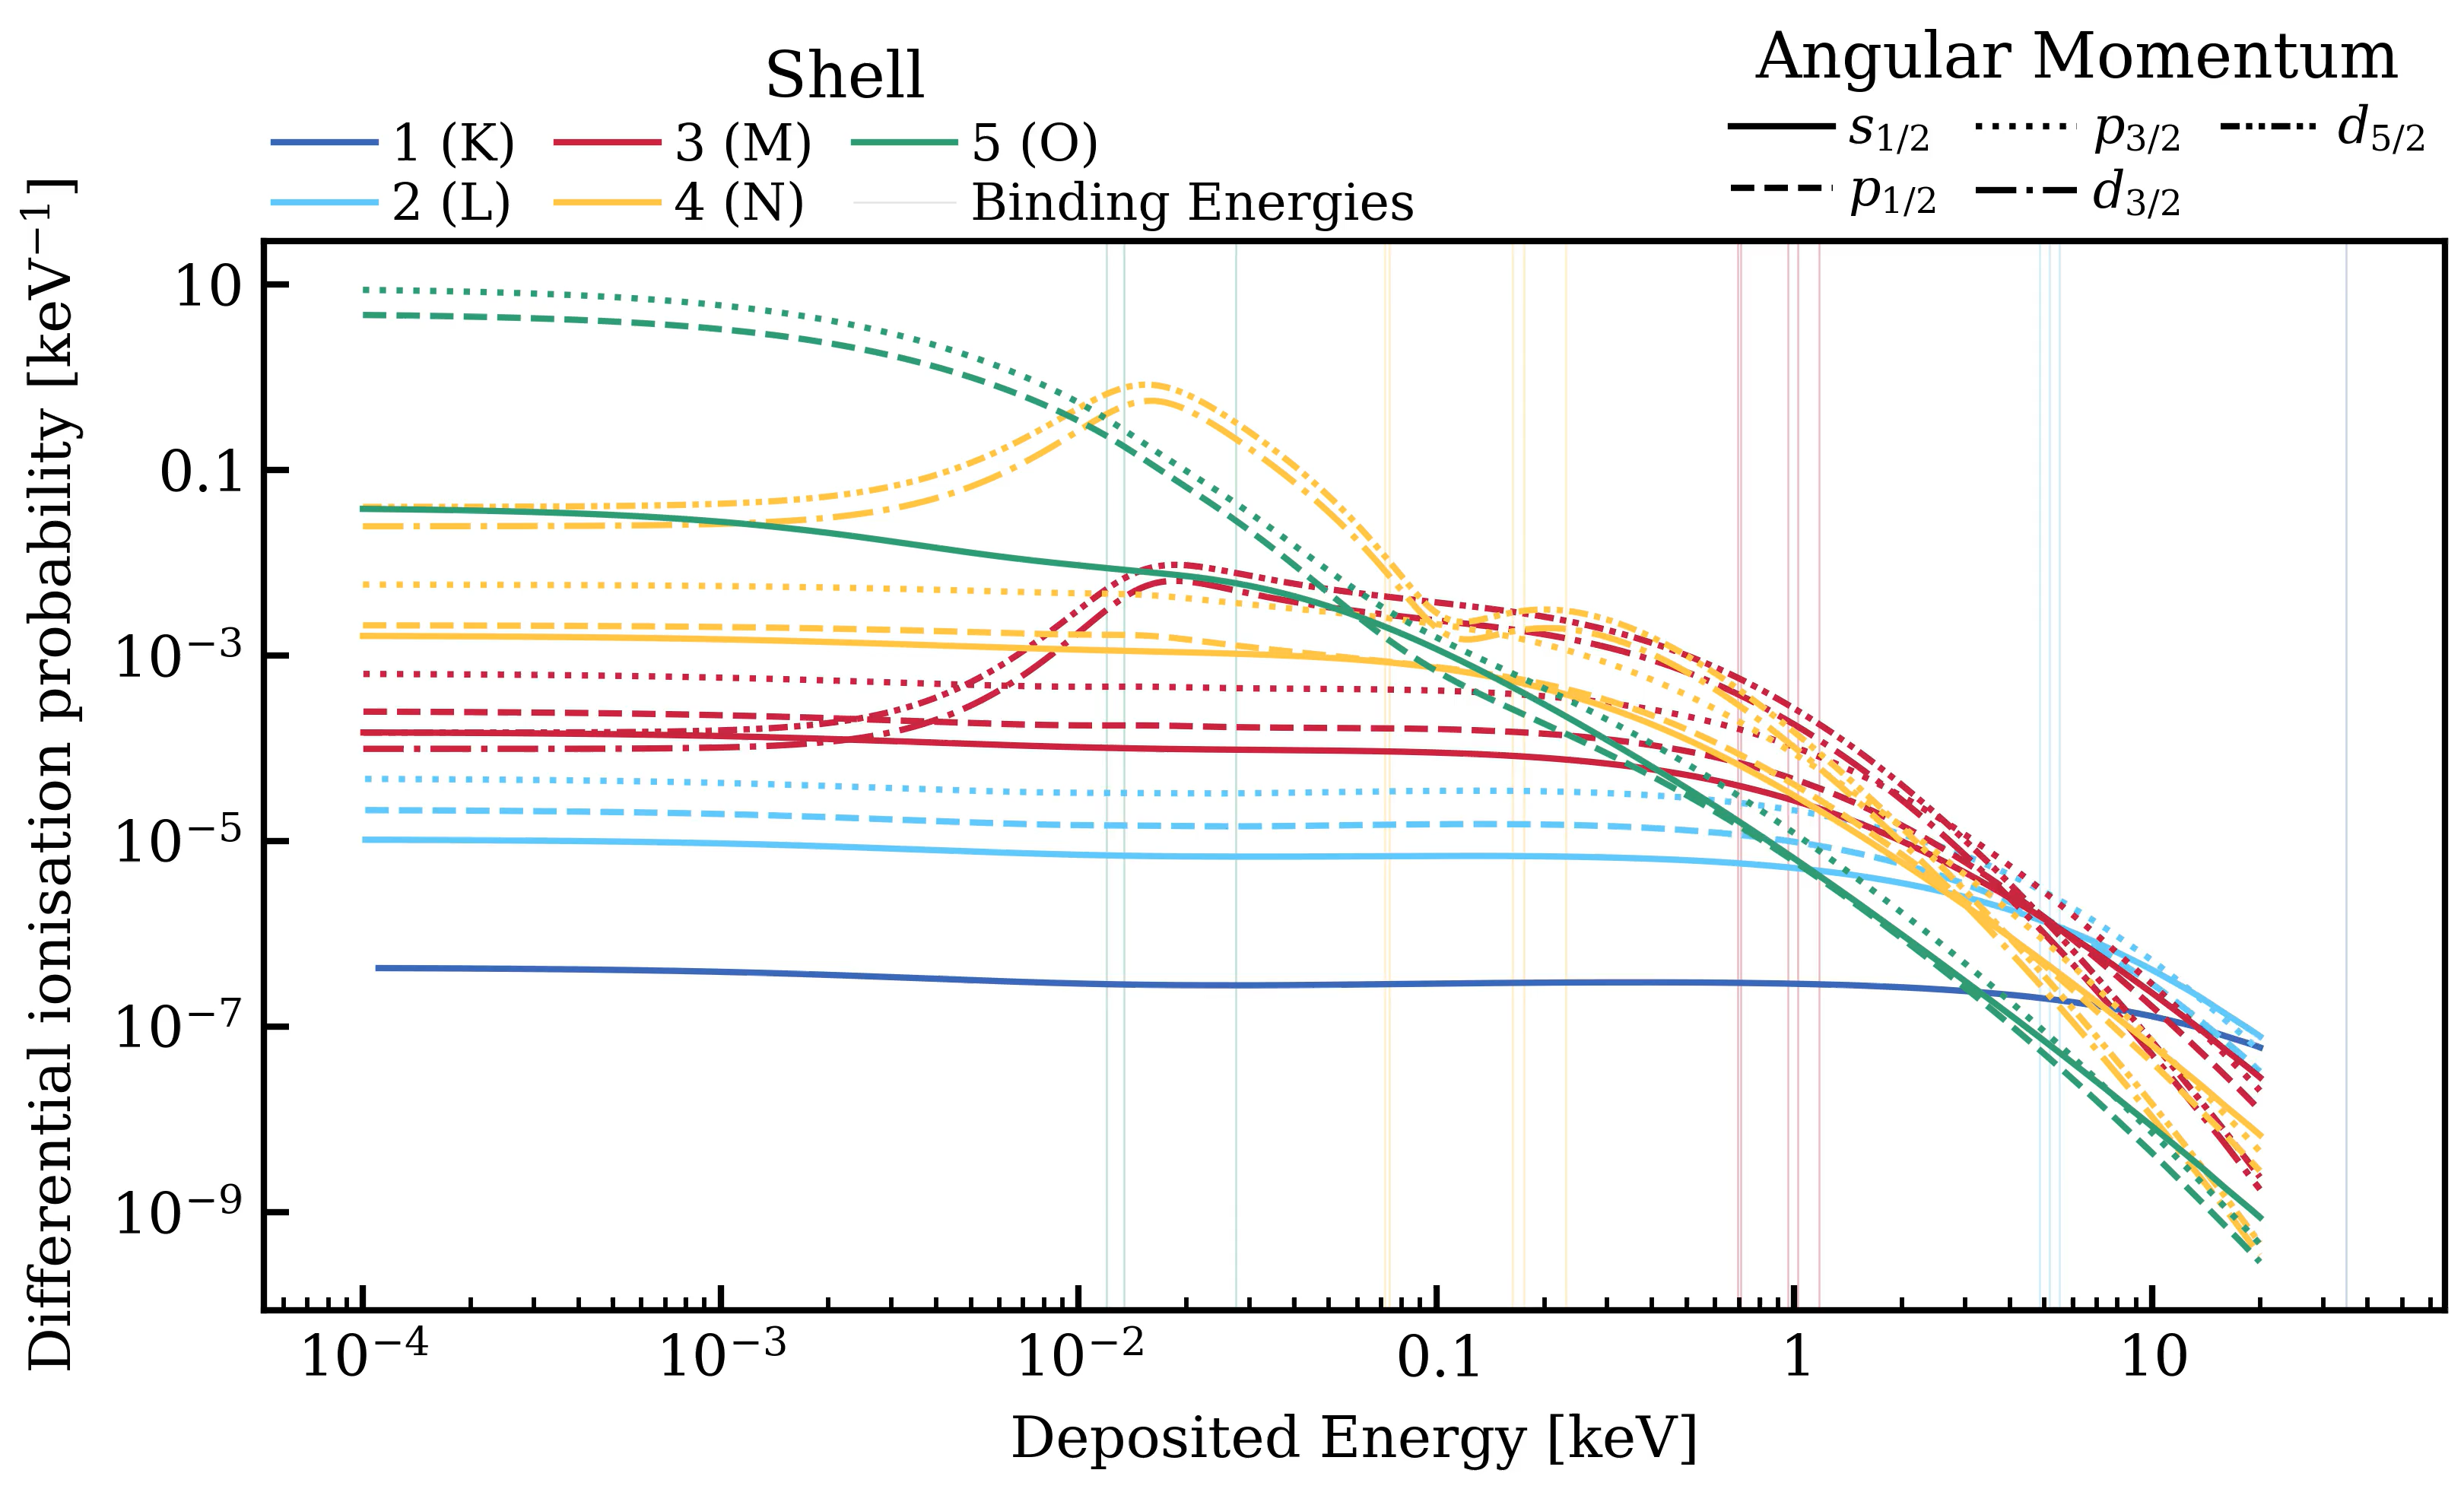 Shell
1 (K)
3 (M)
5 (O)
2 (L)
4 (N)
Binding Energies
Angular Momentum
s1/2
p3/2
d5/2
p1/2
d3/2
Differential ionisation probability [keV⁻¹]
10
0.1
10⁻³
10⁻⁵
10⁻⁷
10⁻⁹
10⁻⁴
10⁻³
10⁻²
0.1
1
10
Deposited Energy [keV]